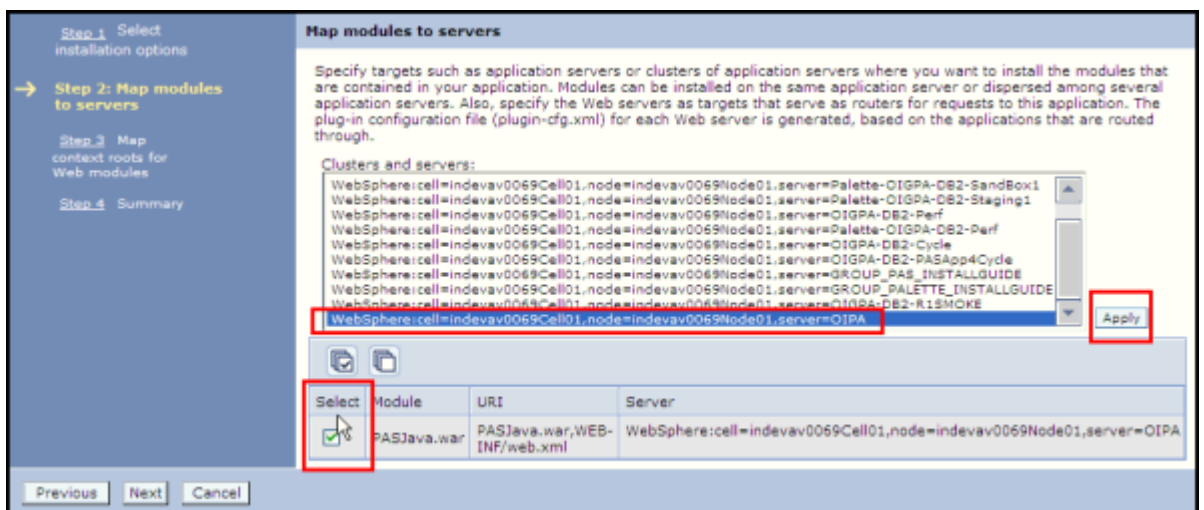 Step 1 Select
installation options
Step 2: Map modules
to servers
Step 3 Map
context roots for
Web modules
Step 4 Summary
Map modules to servers
Specify targets such as application servers or clusters of application servers where you want to install the modules that
are contained in your application. Modules can be installed on the same application server or dispersed among several
application servers. Also, specify the Web servers as targets that serve as routers for requests to this application. The
plug-in configuration file (plugin-cfg.xml) for each Web server is generated, based on the applications that are routed
through.
Clusters and servers:
WebSphere:cell=indevav0069Cell01,node=indevav0069Node01,server=Palette-OIGPA-DB2-SandBox1
WebSphere:cell=indevav0069Cell01,node=indevav0069Node01,server=Palette-OIGPA-DB2-Staging1
WebSphere:cell=indevav0069Cell01,node=indevav0069Node01,server=OIGPA-DB2-Perf
WebSphere:cell=indevav0069Cell01,node=indevav0069Node01,server=Palette-OIGPA-DB2-Perf
WebSphere:cell=indevav0069Cell01,node=indevav0069Node01,server=OIGPA-DB2-Cycle
WebSphere:cell=indevav0069Cell01,node=indevav0069Node01,server=OIGPA-DB2-PASApp4Cycle
WebSphere:cell=indevav0069Cell01,node=indevav0069Node01,server=GROUP_PAS_INSTALLGUIDE
WebSphere:cell=indevav0069Cell01,node=indevav0069Node01,server=GROUP_PALETTE_INSTALLGUIDE
WebSphere:cell=indevav0069Cell01,node=indevav0069Node01,server=OIGPA-DB2-R1SMOKE
WebSphere:cell=indevav0069Cell01,node=indevav0069Node01,server=OIPA
Apply
Select Module URI Server
PASJava.war PASJava.war,WEB-INF/web.xml WebSphere:cell=indevav0069Cell01,node=indevav0069Node01,server=OIPA
Previous Next Cancel